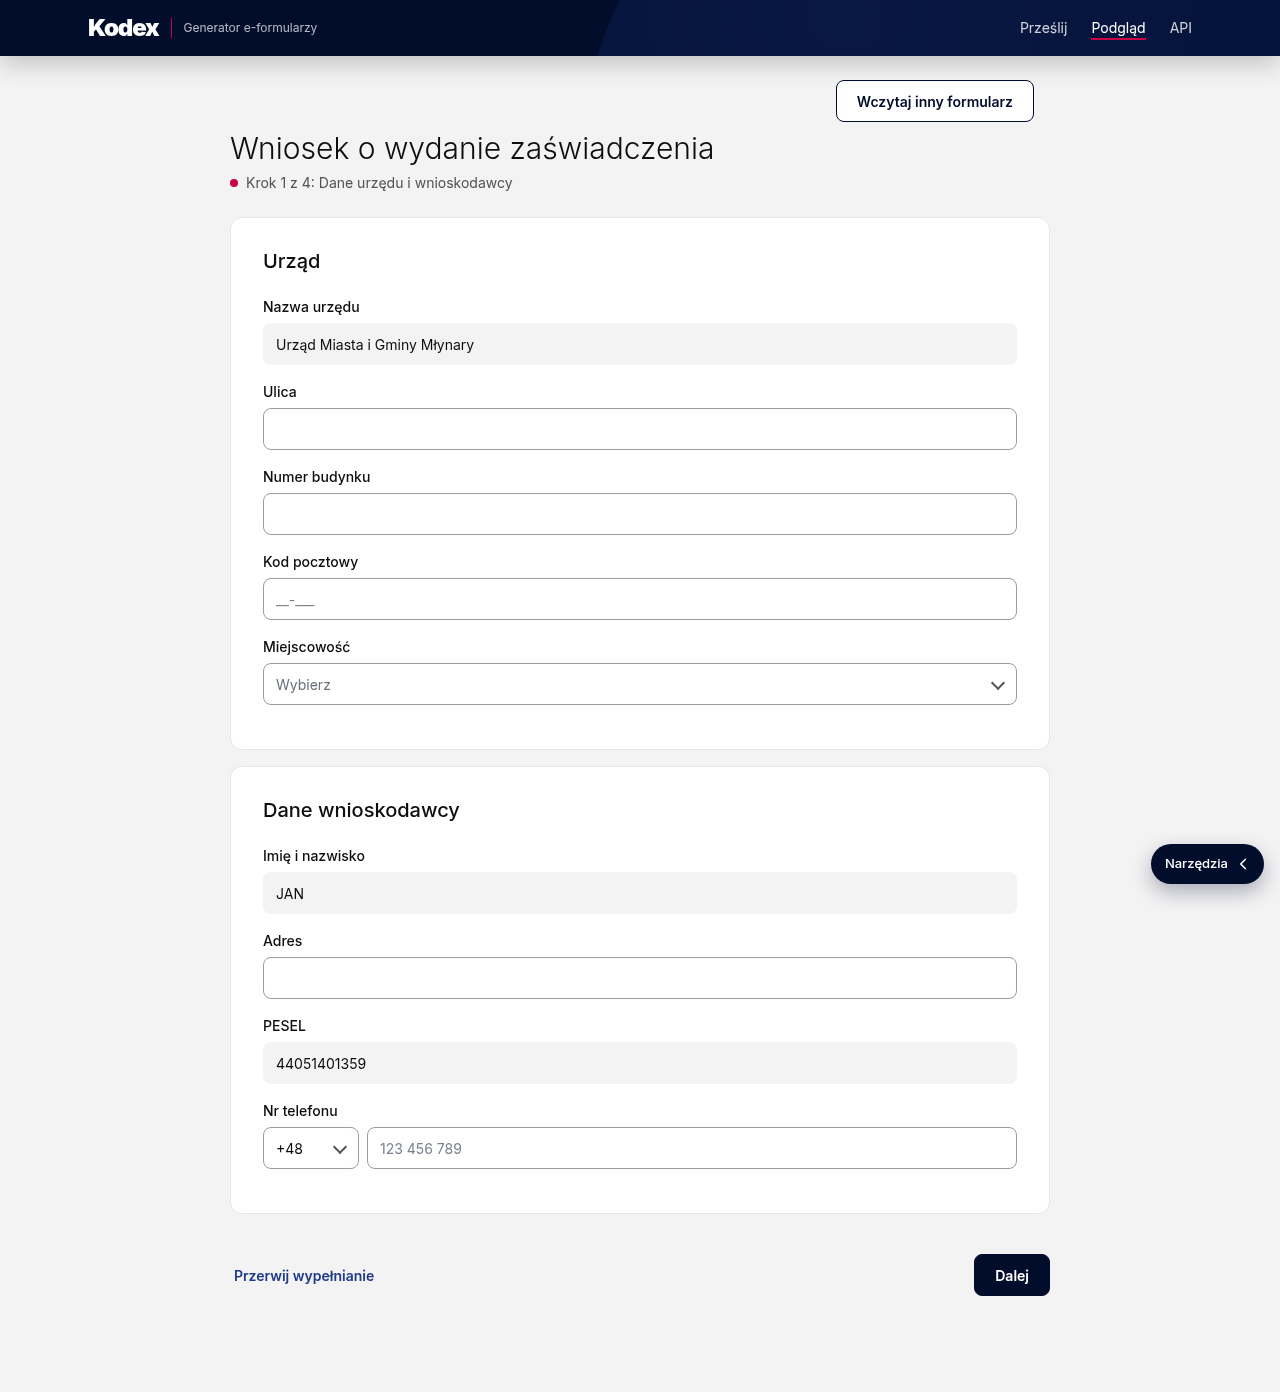 Kodex
Generator e-formularzy
Prześlij
Podgląd
API
Wczytaj inny formularz
Wniosek o wydanie zaświadczenia
Krok 1 z 4: Dane urzędu i wnioskodawcy
Urząd
Nazwa urzędu
Urząd Miasta i Gminy Młynary
Ulica
Numer budynku
Kod pocztowy
__-___
Miejscowość
Wybierz
Dane wnioskodawcy
Imię i nazwisko
JAN
Narzędzia
Adres
PESEL
44051401359
Nr telefonu
+48
123 456 789
Przerwij wypełnianie
Dalej